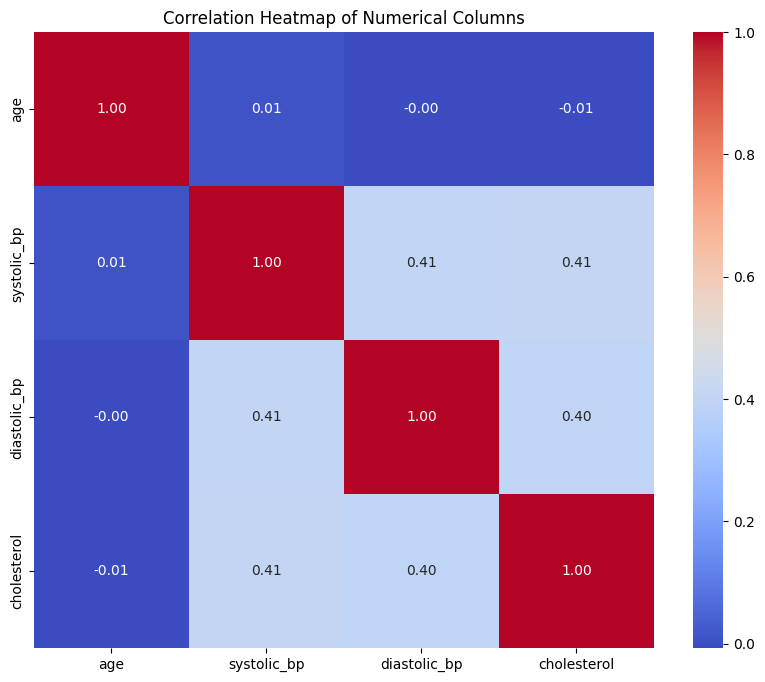 Correlation Heatmap of Numerical Columns
age
1.00
0.01
-0.00
-0.01
systolic_bp
0.01
1.00
0.41
0.41
diastolic_bp
-0.00
0.41
1.00
0.40
cholesterol
-0.01
0.41
0.40
1.00
age
systolic_bp
diastolic_bp
cholesterol
1.0
0.8
0.6
0.4
0.2
0.0